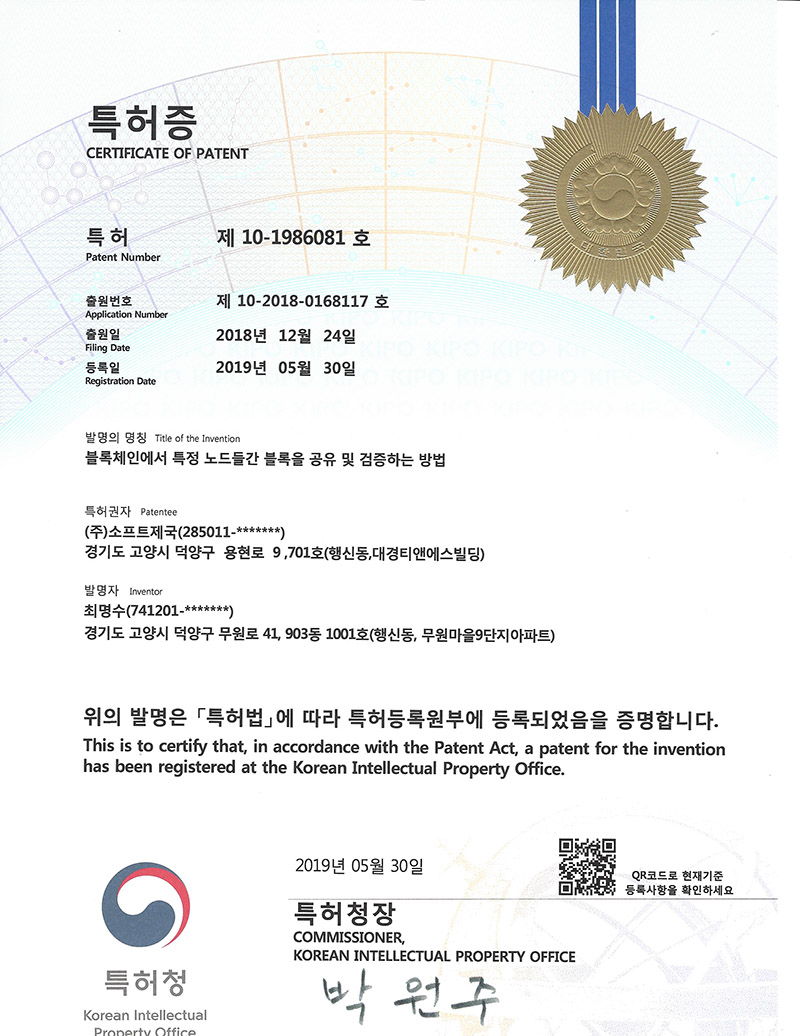 특허증
CERTIFICATE OF PATENT
대한민국
특허 제 10-1986081 호
Patent Number
출원번호 제 10-2018-0168117 호
Application Number
출원일 2018년 12월 24일
Filing Date
등록일 2019년 05월 30일
Registration Date
KIPO KIPO KIPO KIPO KIPO
발명의 명칭 Title of the Invention
블록체인에서 특정 노드들간 블록을 공유 및 검증하는 방법
특허권자 Patentee
(주)소프트제국(285011-*******)
경기도 고양시 덕양구 용현로 9 ,701호(행신동,대경티앤에스빌딩)
발명자 Inventor
최명수(741201-*******)
경기도 고양시 덕양구 무원로 41, 903동 1001호(행신동, 무원마을9단지아파트)
위의 발명은 「특허법」에 따라 특허등록원부에 등록되었음을 증명합니다.
This is to certify that, in accordance with the Patent Act, a patent for the invention
has been registered at the Korean Intellectual Property Office.
2019년 05월 30일
QR코드로 현재기준
등록사항을 확인하세요
특허청장
COMMISSIONER,
KOREAN INTELLECTUAL PROPERTY OFFICE
박원주
특허청
Korean Intellectual
Property Office